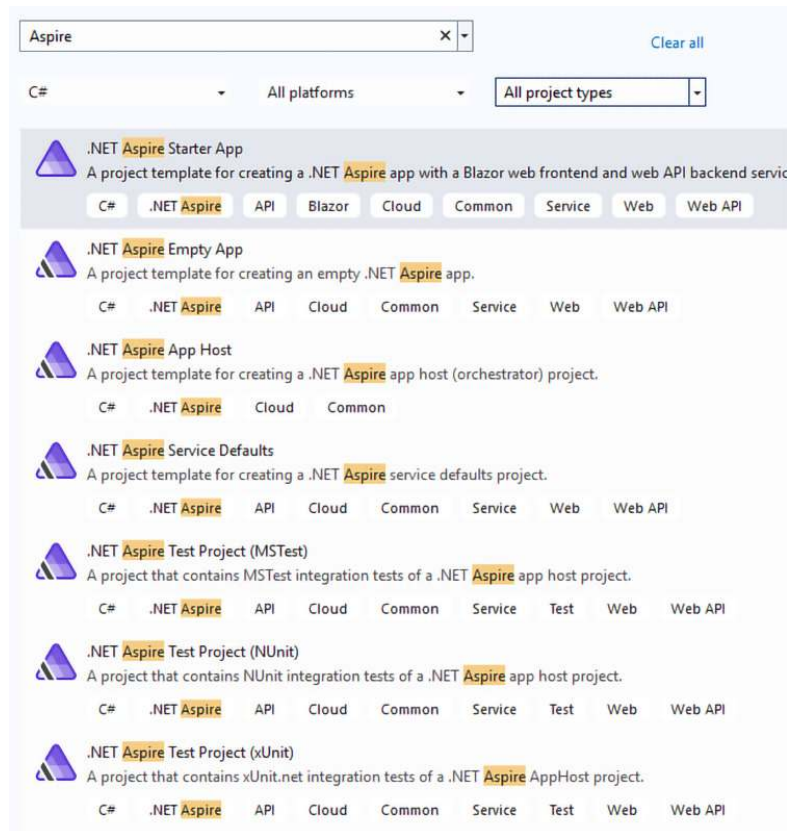 Aspire
Clear all
C# All platforms All project types
.NET Aspire Starter App
A project template for creating a .NET Aspire app with a Blazor web frontend and web API backend servic
C# .NET Aspire API Blazor Cloud Common Service Web Web API
.NET Aspire Empty App
A project template for creating an empty .NET Aspire app.
C# .NET Aspire API Cloud Common Service Web Web API
.NET Aspire App Host
A project template for creating a .NET Aspire app host (orchestrator) project.
C# .NET Aspire Cloud Common
.NET Aspire Service Defaults
A project template for creating a .NET Aspire service defaults project.
C# .NET Aspire API Cloud Common Service Web Web API
.NET Aspire Test Project (MSTest)
A project that contains MSTest integration tests of a .NET Aspire app host project.
C# .NET Aspire API Cloud Common Service Test Web Web API
.NET Aspire Test Project (NUnit)
A project that contains NUnit integration tests of a .NET Aspire app host project.
C# .NET Aspire API Cloud Common Service Test Web Web API
.NET Aspire Test Project (xUnit)
A project that contains xUnit.net integration tests of a .NET Aspire AppHost project.
C# .NET Aspire API Cloud Common Service Test Web Web API